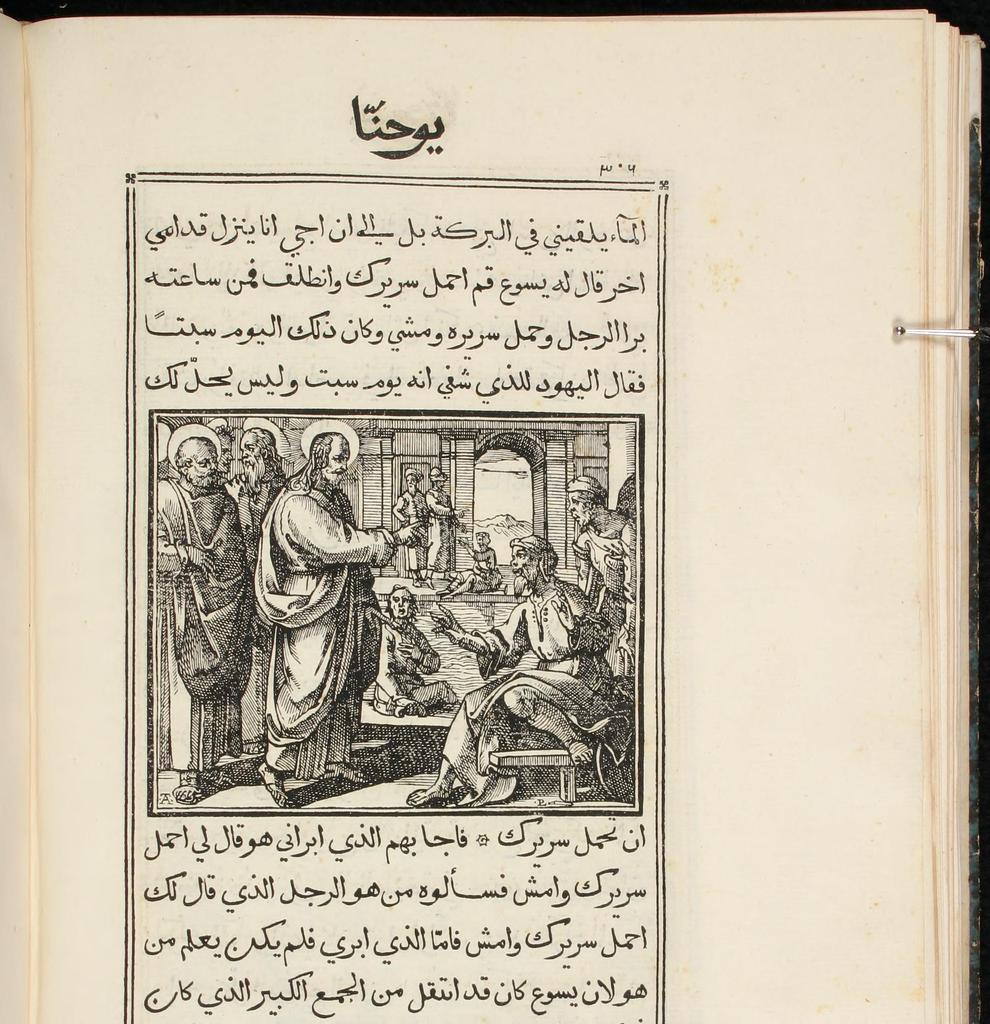 يوحنّا
٣٠٦
المآء يلقيني في البركة بل الي ان اجي انا ينزل قدامي
اخر قال له يسوع قم احمل سريرك وانطلق فمن ساعته
برا الرجل وحمل سريره ومشي وكان ذلك اليوم سبتًا
فقال اليهود للذي شفي انه يوم سبت وليس يحلّ لك
A
P
ان تحمل سريرك ۞ فاجابهم الذي ابراني هو قال لي احمل
سريرك وامش فسألوه من هو الرجل الذي قال لك
احمل سريرك وامش فامّا الذي ابري فلم يكن يعلم من
هو لان يسوع كان قد انتقل من الجمع الكبير الذي كان